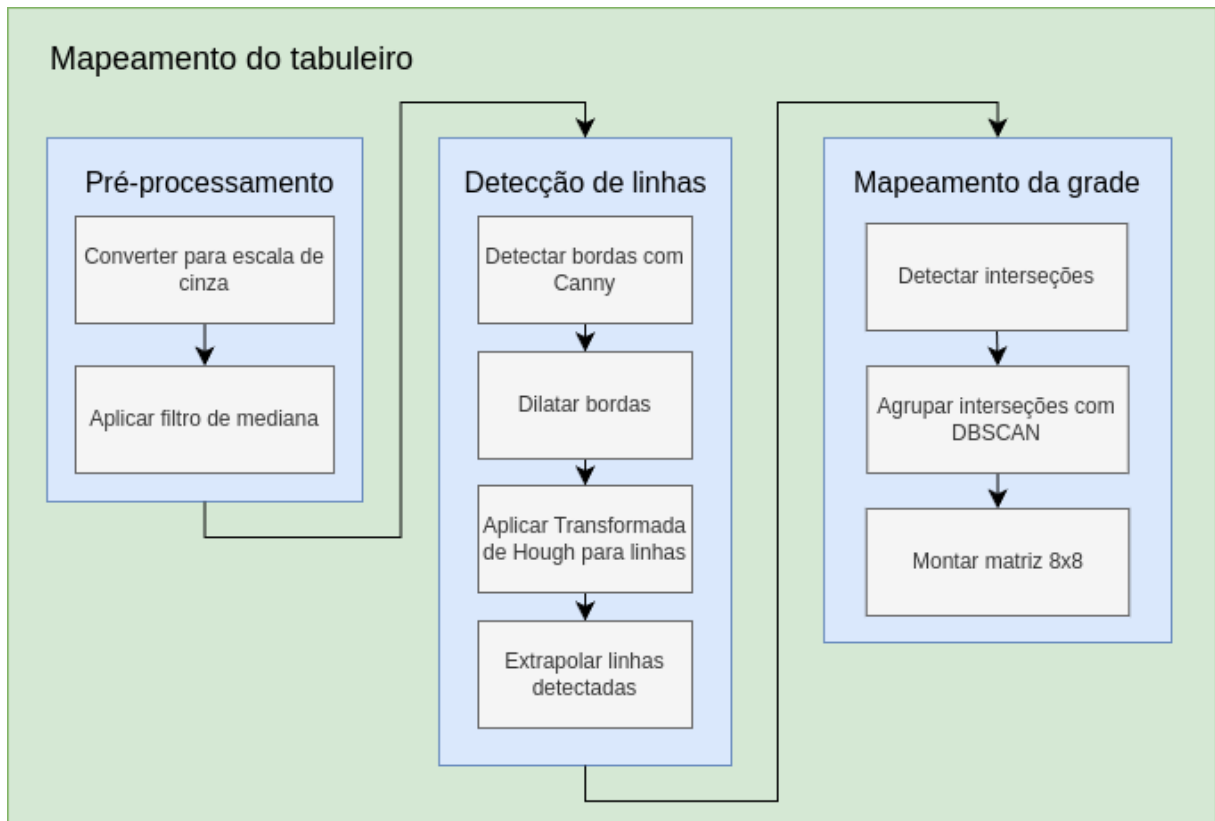 Mapeamento do tabuleiro
Pré-processamento
Converter para escala de
cinza
Aplicar filtro de mediana
Detecção de linhas
Detectar bordas com
Canny
Dilatar bordas
Aplicar Transformada
de Hough para linhas
Extrapolar linhas
detectadas
Mapeamento da grade
Detectar interseções
Agrupar interseções com
DBSCAN
Montar matriz 8x8